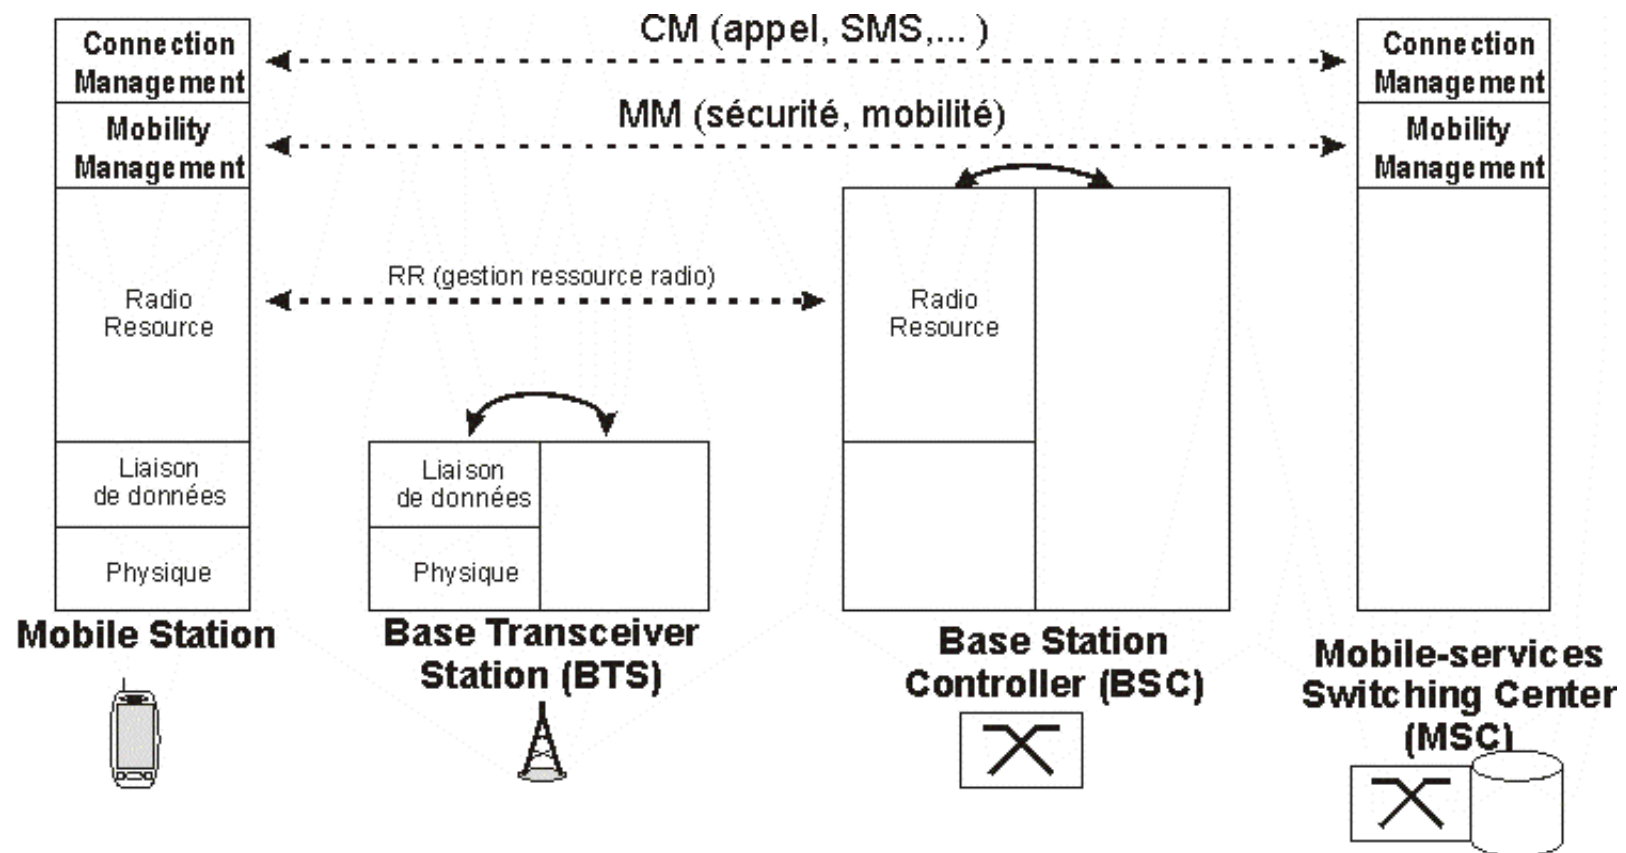 CM (appel, SMS,... )
Connection
Management
Connection
Management
MM (sécurité, mobilité)
Mobility
Management
Mobility
Management
RR (gestion ressource radio)
Radio
Resource
Radio
Resource
Liaison
de données
Liaison
de données
Physique
Physique
Mobile Station
Base Transceiver
Station (BTS)
Base Station
Controller (BSC)
Mobile-services
Switching Center
(MSC)